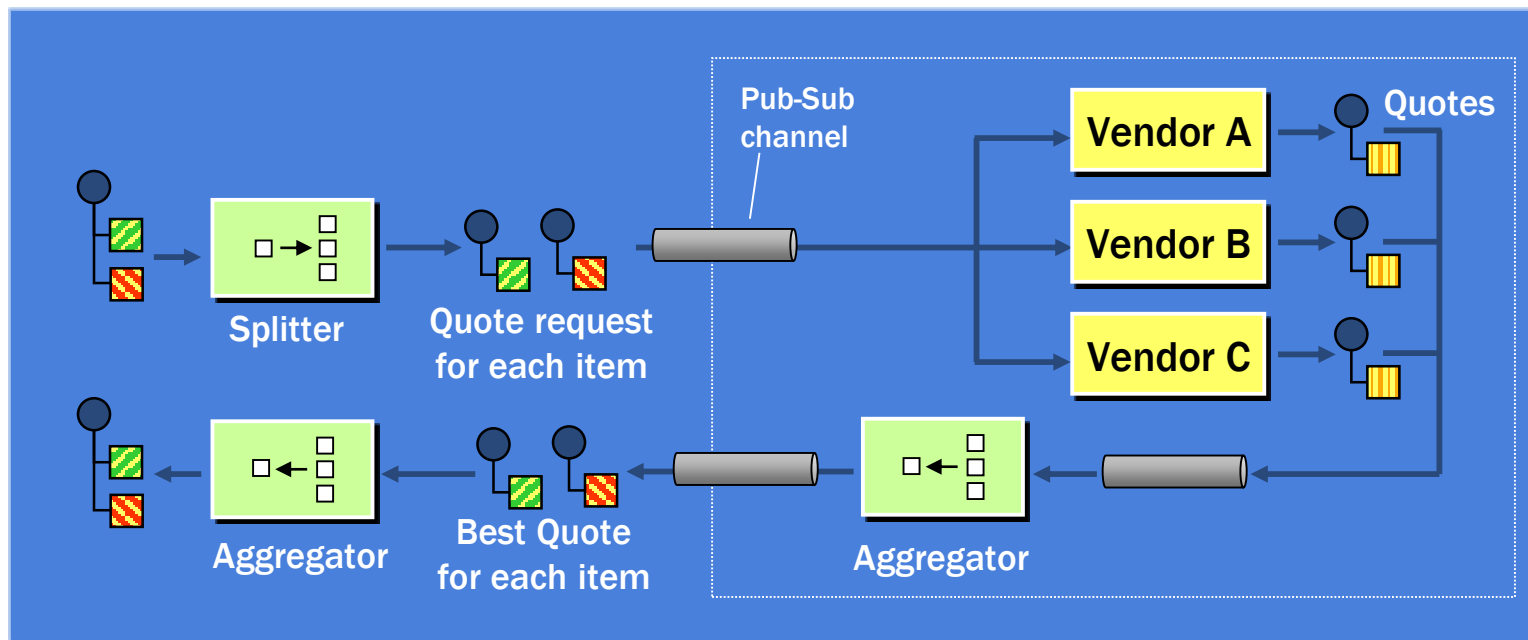 Pub-Sub
channel
Vendor A
Quotes
Vendor B
Vendor C
Splitter
Quote request
for each item
Aggregator
Best Quote
for each item
Aggregator